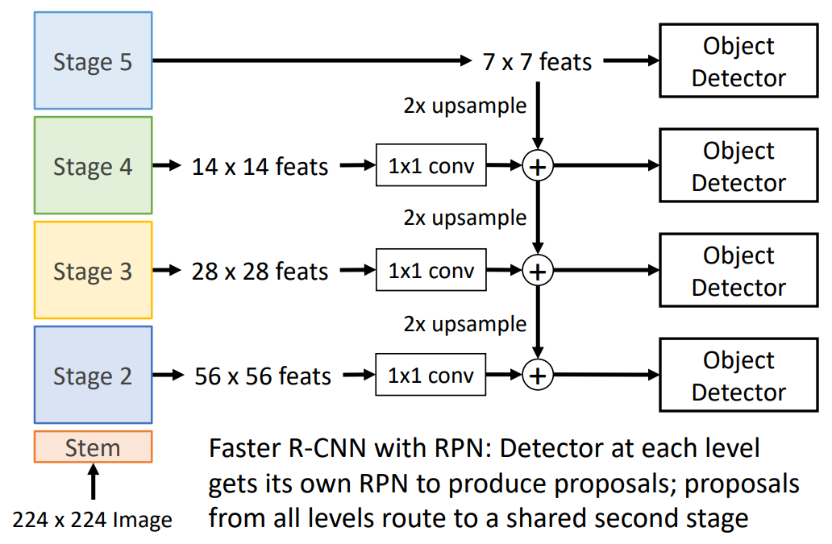 Stage 5
7 x 7 feats
Object
Detector
2x upsample
Stage 4
14 x 14 feats
1x1 conv
+
Object
Detector
2x upsample
Stage 3
28 x 28 feats
1x1 conv
+
Object
Detector
2x upsample
Stage 2
56 x 56 feats
1x1 conv
+
Object
Detector
Stem
224 x 224 Image
Faster R-CNN with RPN: Detector at each level
gets its own RPN to produce proposals; proposals
from all levels route to a shared second stage